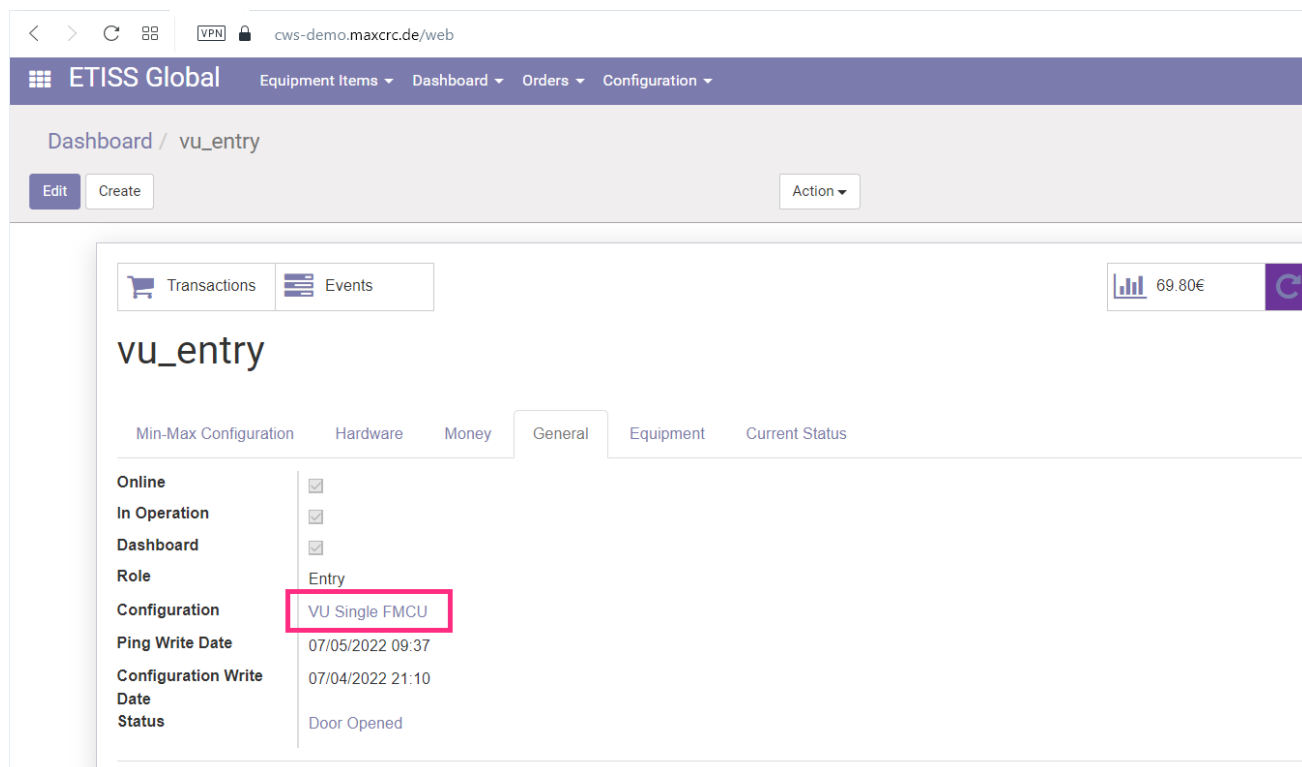 VPN cws-demo.maxcrc.de/web
ETISS Global Equipment Items Dashboard Orders Configuration
Dashboard / vu_entry
Edit Create Action
Transactions Events 69.80€
vu_entry
Min-Max Configuration Hardware Money General Equipment Current Status
Online
In Operation
Dashboard
Role Entry
Configuration VU Single FMCU
Ping Write Date 07/05/2022 09:37
Configuration Write Date 07/04/2022 21:10
Status Door Opened